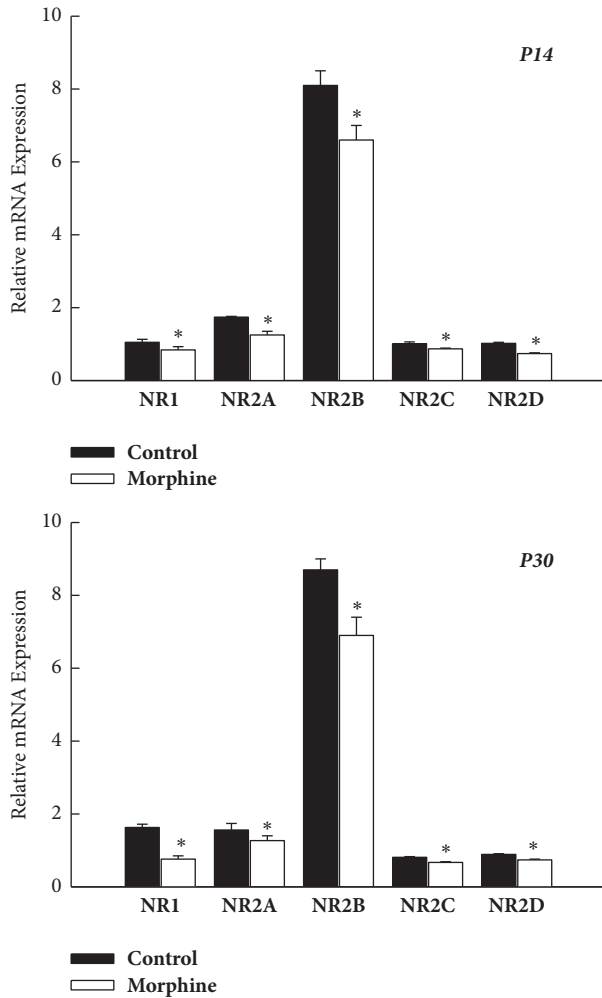 10
P14
8
Relative mRNA Expression
6
4
2
0
* * * * *
NR1 NR2A NR2B NR2C NR2D
Control
Morphine
10
P30
8
Relative mRNA Expression
6
4
2
0
* * * * *
NR1 NR2A NR2B NR2C NR2D
Control
Morphine